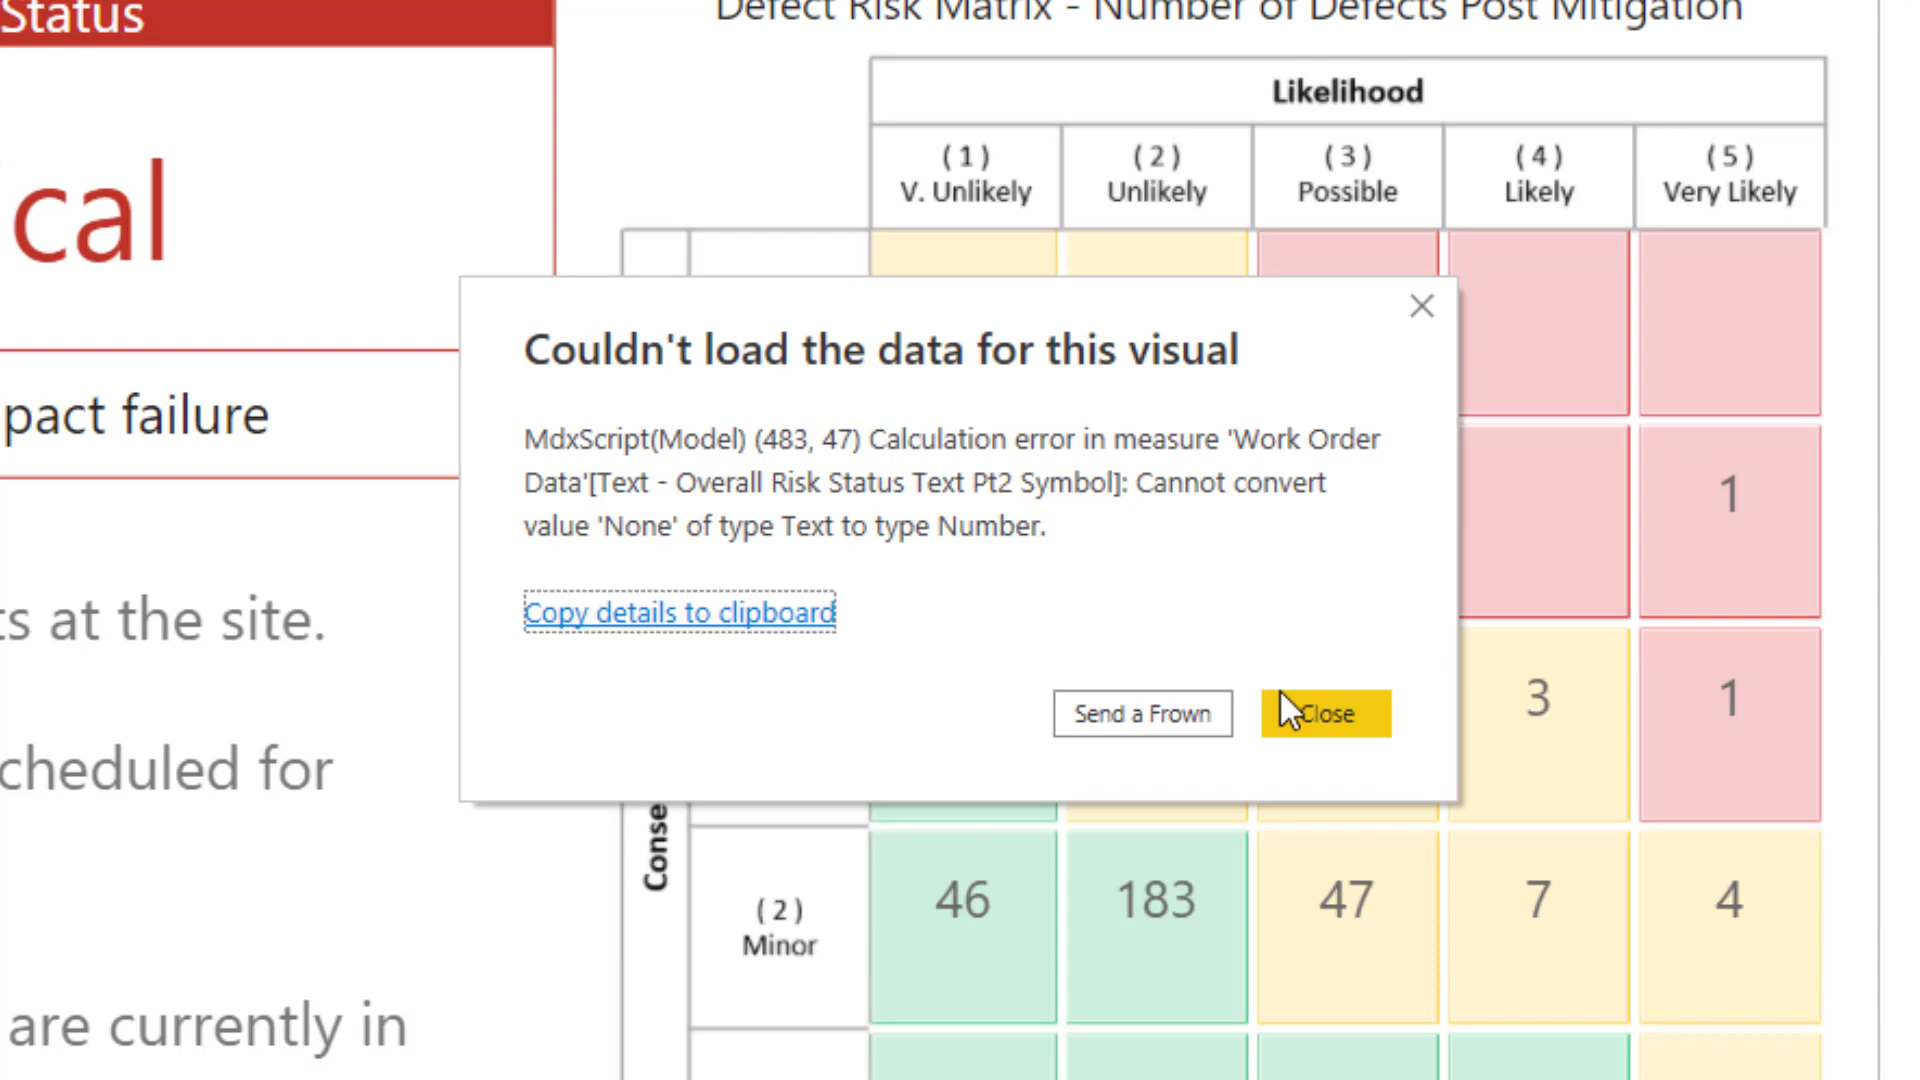 Status
Defect Risk Matrix - Number of Defects Post Mitigation
Likelihood
( 1 )
V. Unlikely
( 2 )
Unlikely
( 3 )
Possible
( 4 )
Likely
( 5 )
Very Likely
cal
pact failure
ts at the site.
cheduled for
are currently in
Couldn't load the data for this visual
MdxScript(Model) (483, 47) Calculation error in measure 'Work Order
Data'[Text - Overall Risk Status Text Pt2 Symbol]: Cannot convert
value 'None' of type Text to type Number.
Copy details to clipboard
Send a Frown
Close
1
3
1
Conse
( 2 )
Minor
46
183
47
7
4